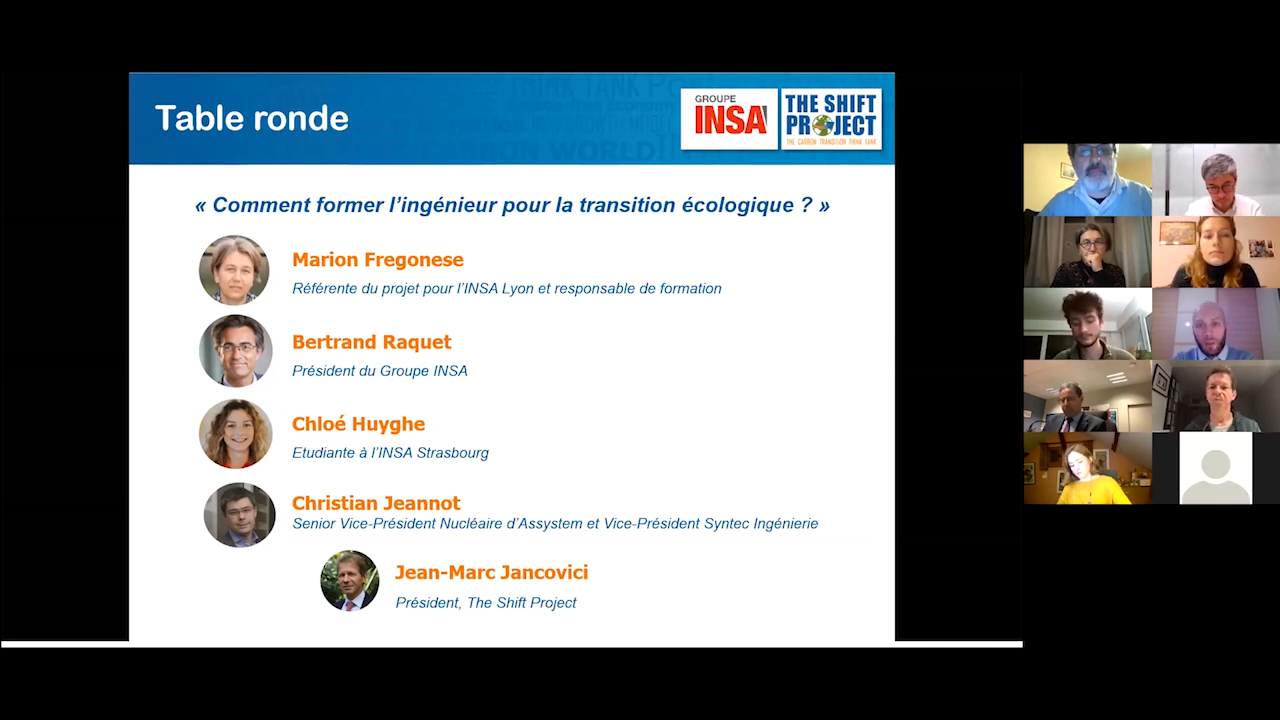 Table ronde
GROUPE
INSA
THE SHIFT
PROJECT
THE CARBON TRANSITION THINK TANK
« Comment former l’ingénieur pour la transition écologique ? »
Marion Fregonese
Référente du projet pour l’INSA Lyon et responsable de formation
Bertrand Raquet
Président du Groupe INSA
Chloé Huyghe
Etudiante à l’INSA Strasbourg
Christian Jeannot
Senior Vice-Président Nucléaire d’Assystem et Vice-Président Syntec Ingénierie
Jean-Marc Jancovici
Président, The Shift Project